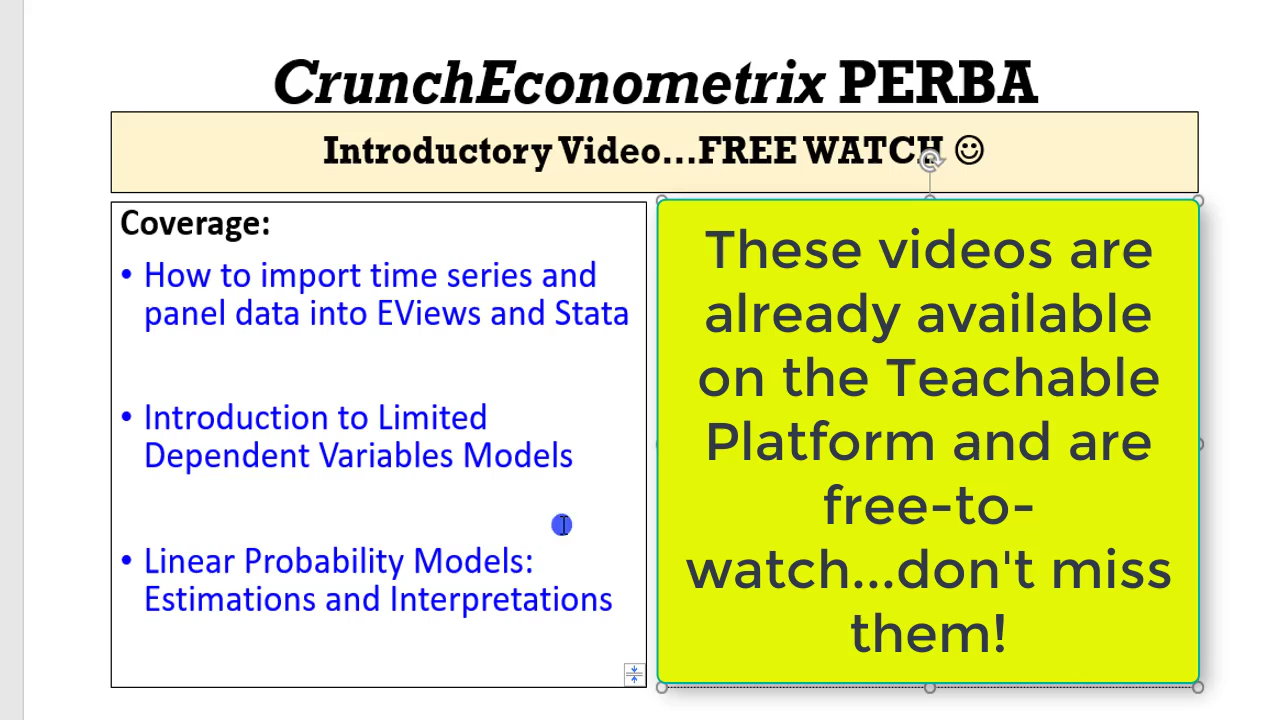 CrunchEconometrix PERBA
Introductory Video...FREE WATCH ☺
Coverage:
• How to import time series and
panel data into EViews and Stata
• Introduction to Limited
Dependent Variables Models
• Linear Probability Models:
Estimations and Interpretations
These videos are
already available
on the Teachable
Platform and are
free-to-
watch...don't miss
them!